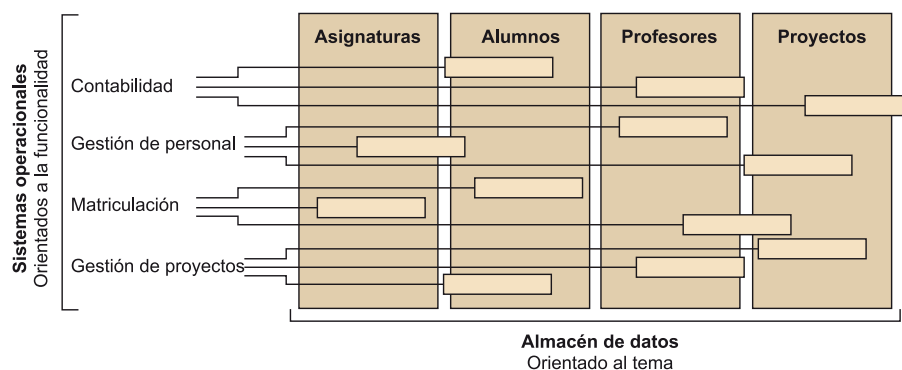 Sistemas operacionales
Orientados a la funcionalidad
Asignaturas
Alumnos
Profesores
Proyectos
Contabilidad
Gestión de personal
Matriculación
Gestión de proyectos
Almacén de datos
Orientado al tema